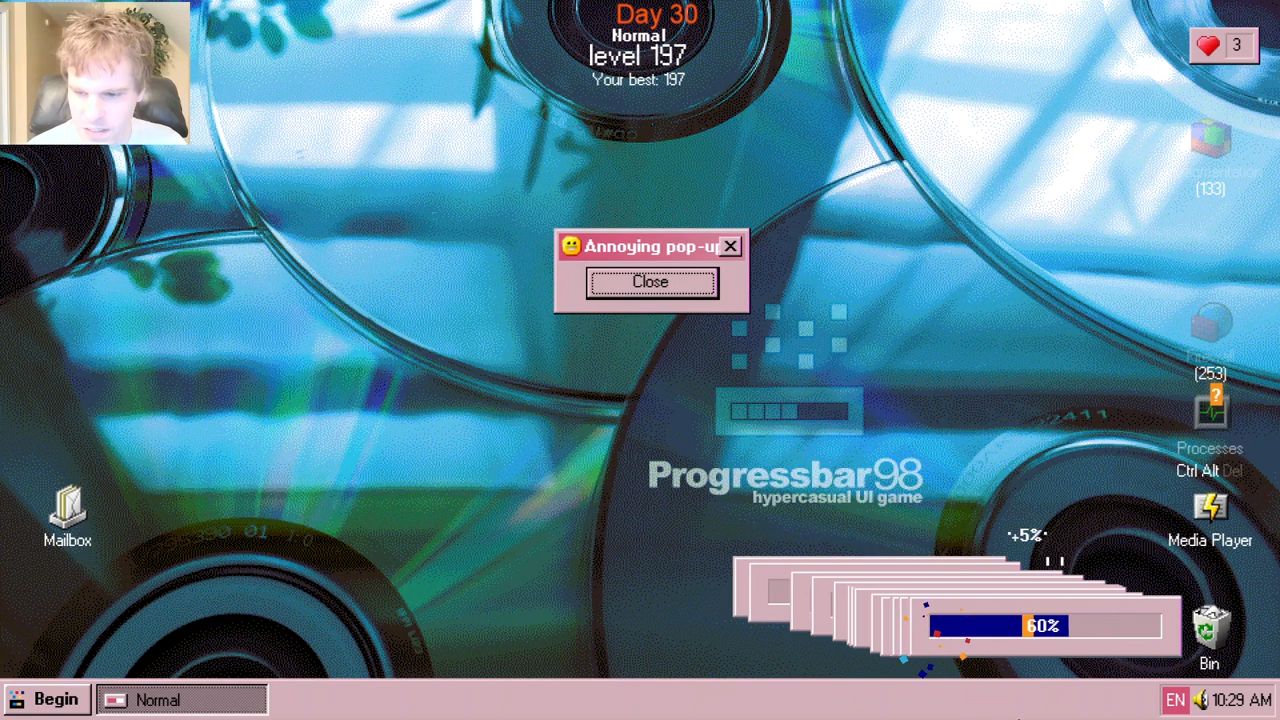 Day 30
Normal
level 197
Your best: 197
3
(133)
Annoying pop-up
Close
(253)
?
Processes
Ctrl Alt Del
Progressbar98
hypercasual UI game
Mailbox
Media Player
+5%
60%
Bin
Begin
Normal
EN
10:29 AM